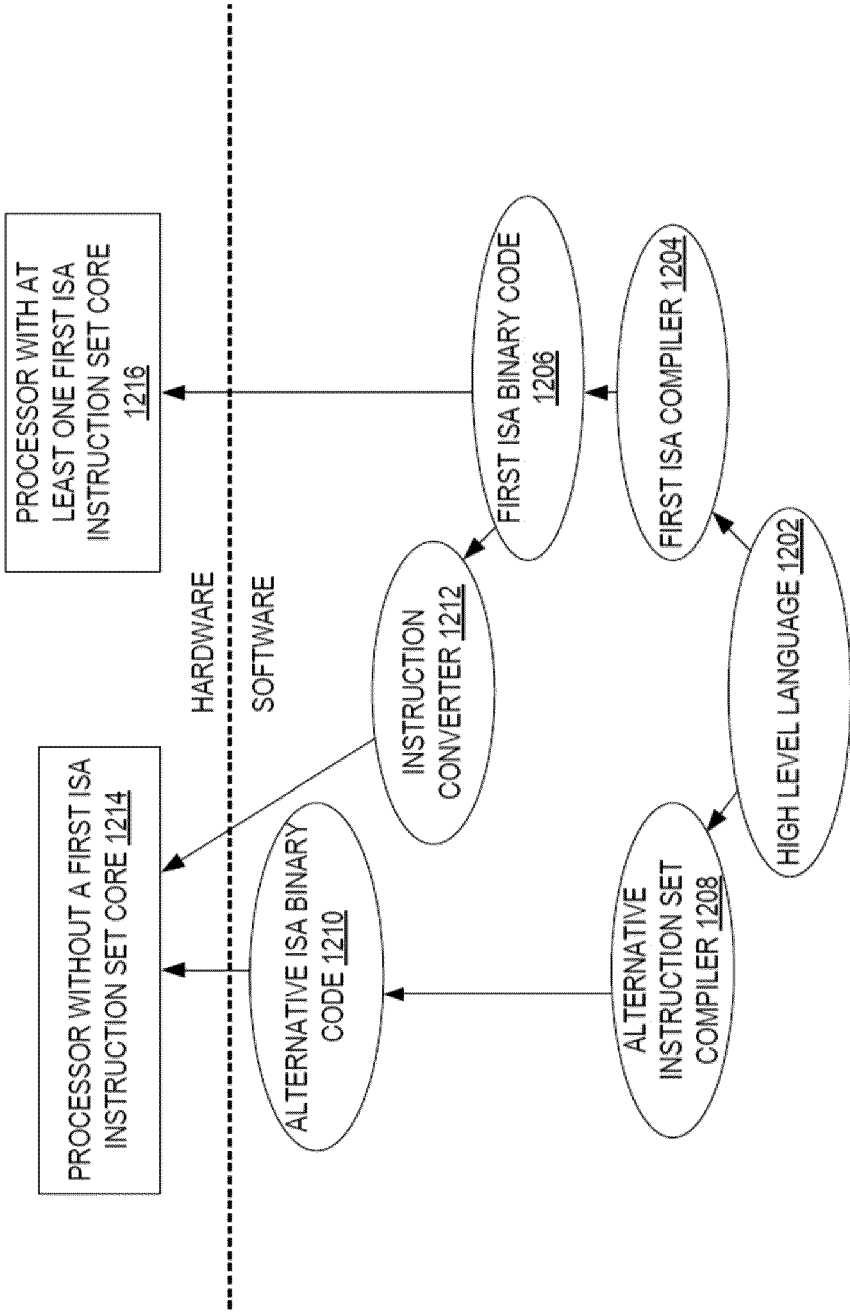 PROCESSOR WITHOUT A FIRST ISA
INSTRUCTION SET CORE 1214
PROCESSOR WITH AT
LEAST ONE FIRST ISA
INSTRUCTION SET CORE
1216
HARDWARE
SOFTWARE
ALTERNATIVE ISA BINARY
CODE 1210
INSTRUCTION
CONVERTER 1212
FIRST ISA BINARY CODE
1206
ALTERNATIVE
INSTRUCTION SET
COMPILER 1208
FIRST ISA COMPILER 1204
HIGH LEVEL LANGUAGE 1202